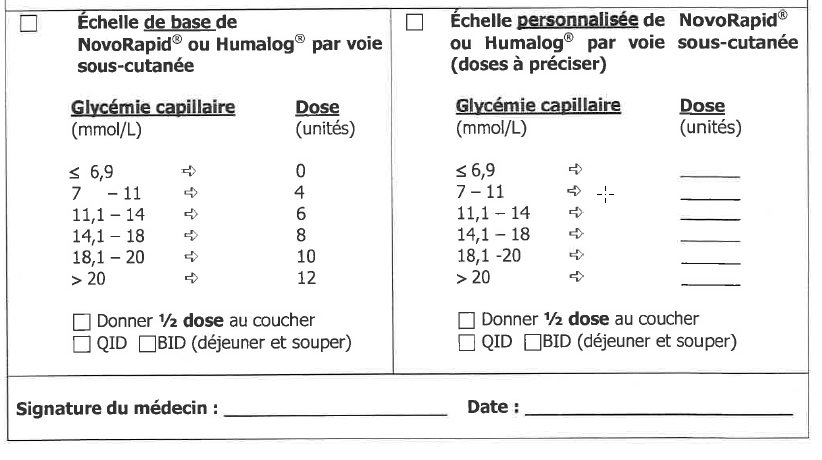 ☐ Échelle de base de
NovoRapid® ou Humalog® par voie
sous-cutanée
Glycémie capillaire Dose
(mmol/L) (unités)
≤ 6,9 ⇨ 0
7 – 11 ⇨ 4
11,1 – 14 ⇨ 6
14,1 – 18 ⇨ 8
18,1 – 20 ⇨ 10
> 20 ⇨ 12
☐ Donner ½ dose au coucher
☐ QID ☐BID (déjeuner et souper)
☐ Échelle personnalisée de NovoRapid®
ou Humalog® par voie sous-cutanée
(doses à préciser)
Glycémie capillaire Dose
(mmol/L) (unités)
≤ 6,9 ⇨ ______
7 – 11 ⇨ ______
11,1 – 14 ⇨ ______
14,1 – 18 ⇨ ______
18,1 -20 ⇨ ______
> 20 ⇨ ______
☐ Donner ½ dose au coucher
☐ QID ☐BID (déjeuner et souper)
Signature du médecin : ______ Date : ______